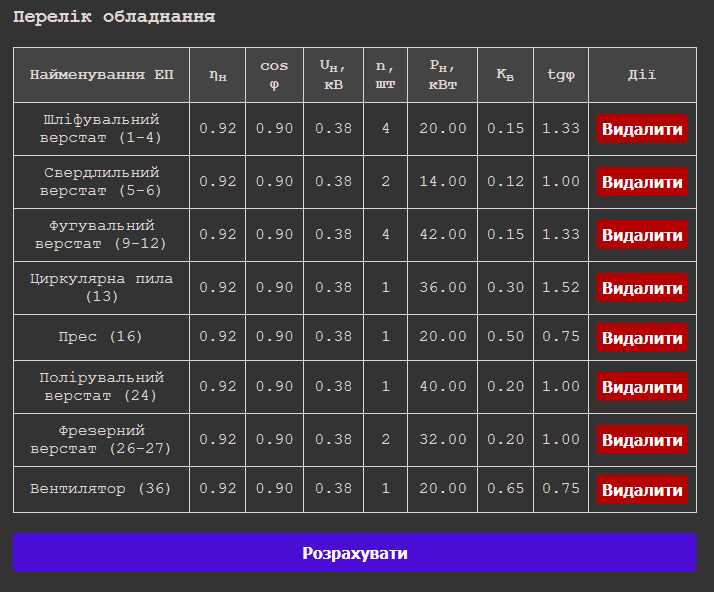 Перелік обладнання
Найменування ЕП ηн cos φ Uн, кВ n, шт Pн, кВт Kв tgφ Дії
Шліфувальний верстат (1-4) 0.92 0.90 0.38 4 20.00 0.15 1.33 Видалити
Свердлильний верстат (5-6) 0.92 0.90 0.38 2 14.00 0.12 1.00 Видалити
Фугувальний верстат (9-12) 0.92 0.90 0.38 4 42.00 0.15 1.33 Видалити
Циркулярна пила (13) 0.92 0.90 0.38 1 36.00 0.30 1.52 Видалити
Прес (16) 0.92 0.90 0.38 1 20.00 0.50 0.75 Видалити
Полірувальний верстат (24) 0.92 0.90 0.38 1 40.00 0.20 1.00 Видалити
Фрезерний верстат (26-27) 0.92 0.90 0.38 2 32.00 0.20 1.00 Видалити
Вентилятор (36) 0.92 0.90 0.38 1 20.00 0.65 0.75 Видалити
Розрахувати